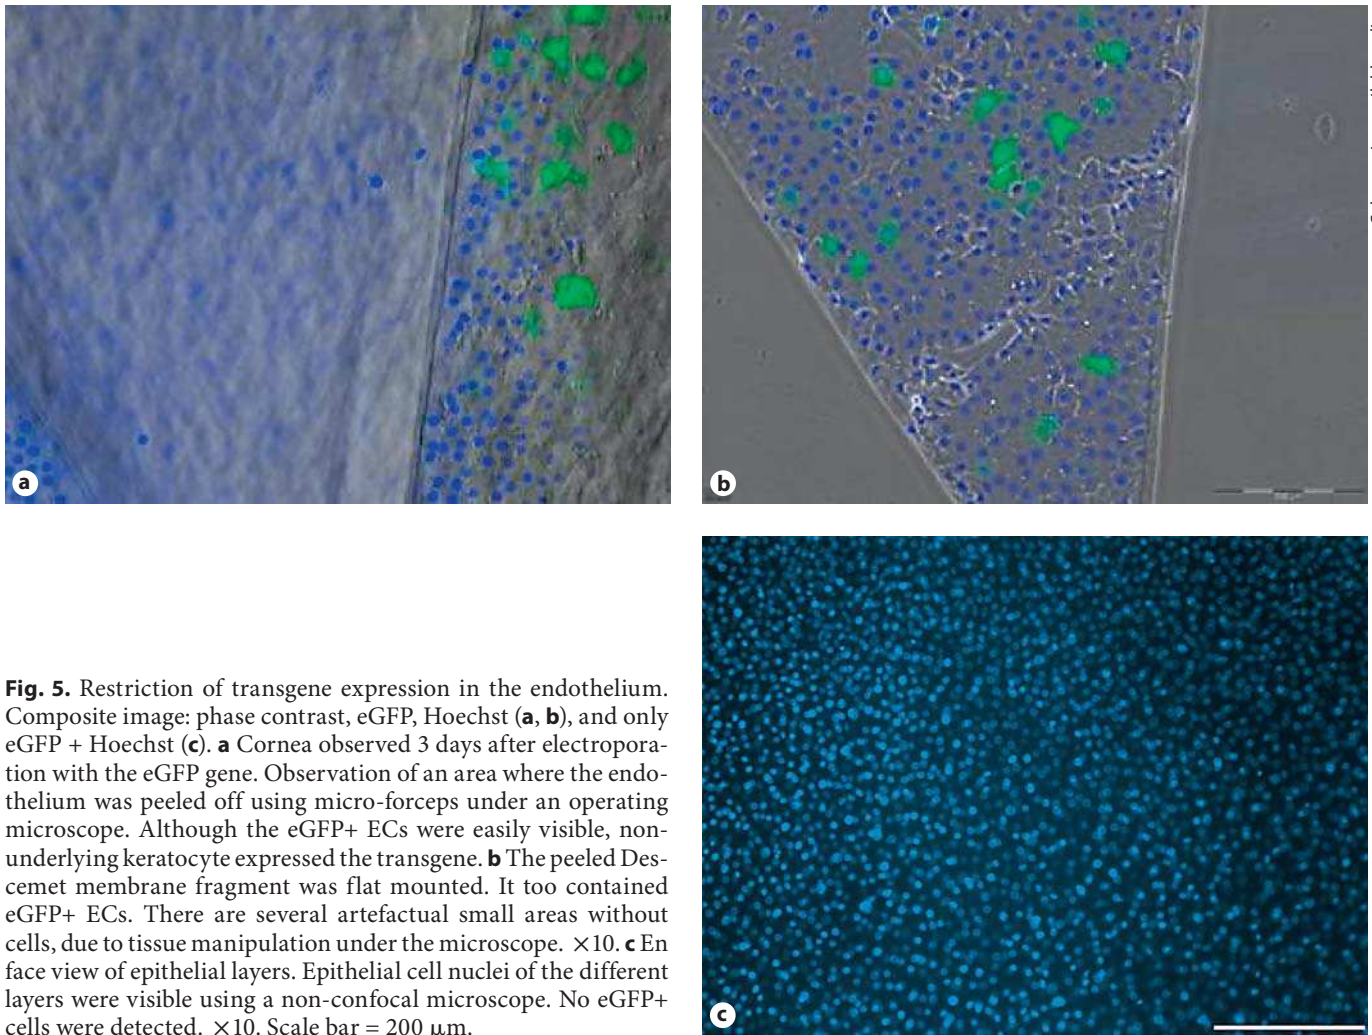 a
b
c
Fig. 5. Restriction of transgene expression in the endothelium.
Composite image: phase contrast, eGFP, Hoechst (a, b), and only
eGFP + Hoechst (c). a Cornea observed 3 days after electropora-
tion with the eGFP gene. Observation of an area where the endo-
thelium was peeled off using micro-forceps under an operating
microscope. Although the eGFP+ ECs were easily visible, non-
underlying keratocyte expressed the transgene. b The peeled Des-
cemet membrane fragment was flat mounted. It too contained
eGFP+ ECs. There are several artefactual small areas without
cells, due to tissue manipulation under the microscope. ×10. c En
face view of epithelial layers. Epithelial cell nuclei of the different
layers were visible using a non-confocal microscope. No eGFP+
cells were detected. ×10. Scale bar = 200 μm.